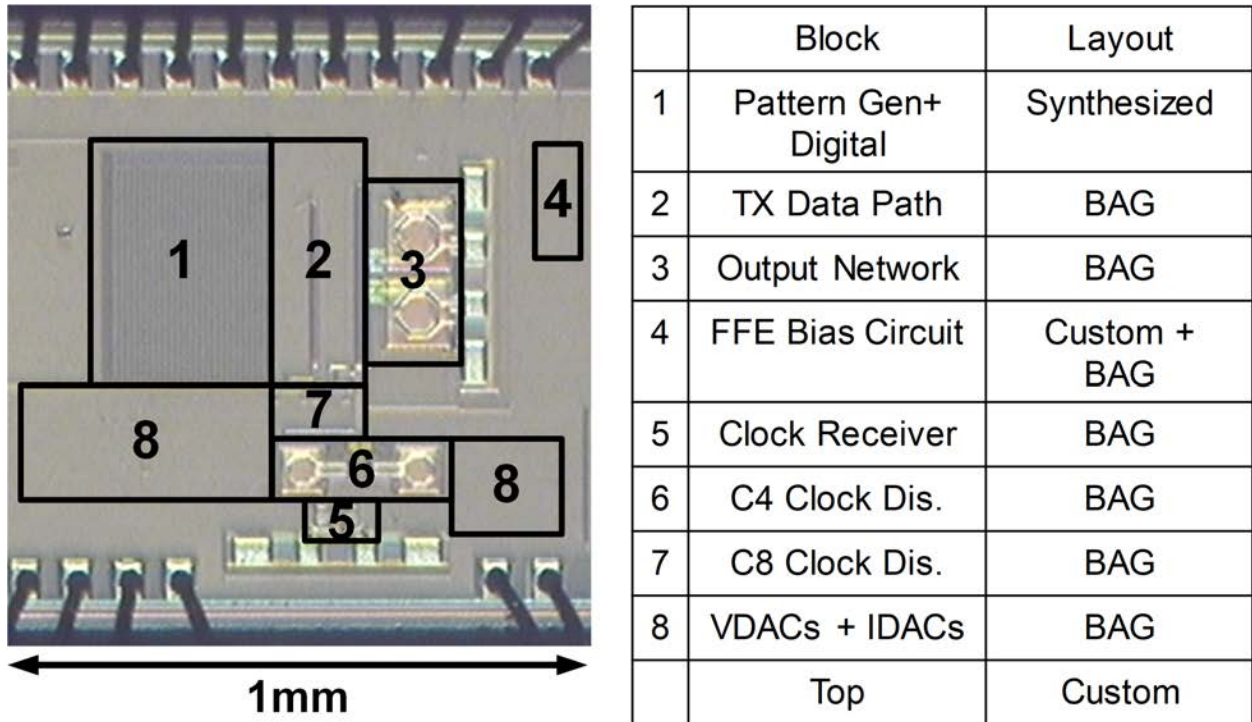 1
2
3
4
8
7
6
8
5
1mm
Block Layout
1 Pattern Gen+ Synthesized
Digital
2 TX Data Path BAG
3 Output Network BAG
4 FFE Bias Circuit Custom +
BAG
5 Clock Receiver BAG
6 C4 Clock Dis. BAG
7 C8 Clock Dis. BAG
8 VDACs + IDACs BAG
Top Custom